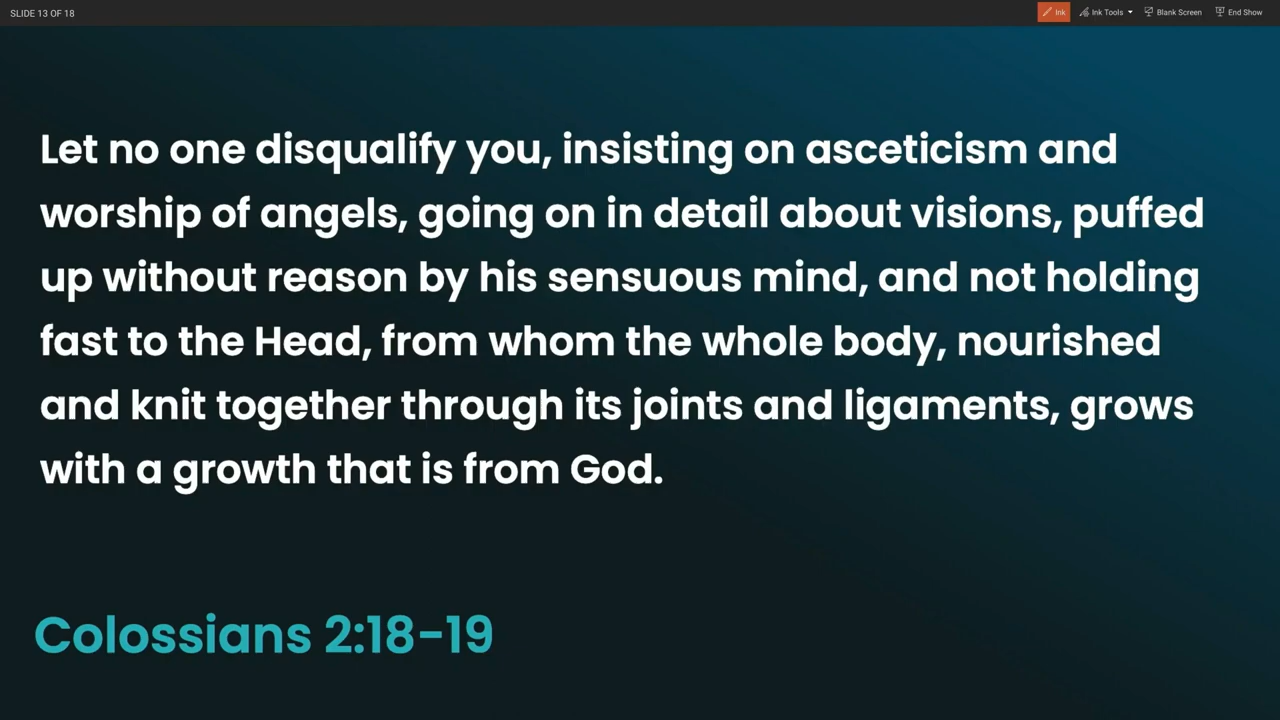 SLIDE 13 OF 18
Ink Ink Tools Blank Screen End Show
Let no one disqualify you, insisting on asceticism and
worship of angels, going on in detail about visions, puffed
up without reason by his sensuous mind, and not holding
fast to the Head, from whom the whole body, nourished
and knit together through its joints and ligaments, grows
with a growth that is from God.
Colossians 2:18-19